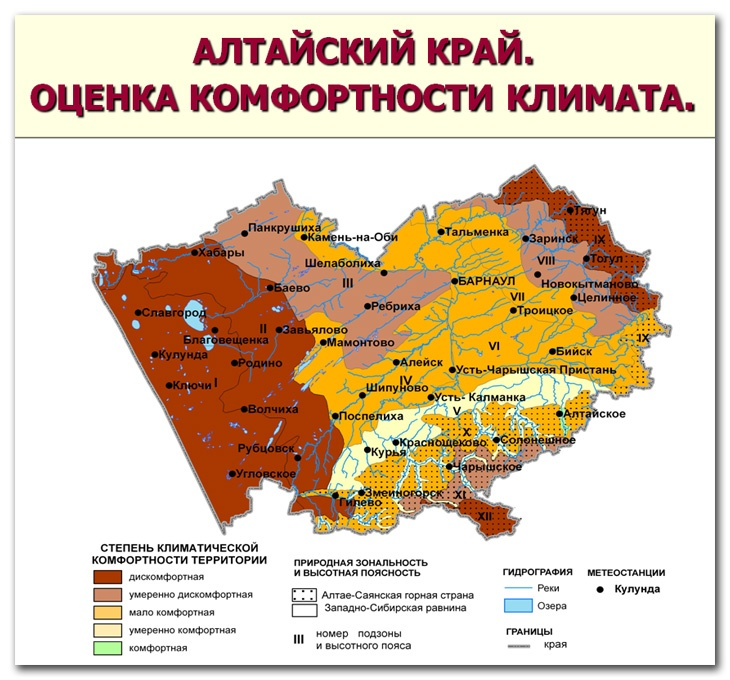 АЛТАЙСКИЙ КРАЙ.
ОЦЕНКА КОМФОРТНОСТИ КЛИМАТА.
Панкрушиха
Камень-на-Оби
Тальменка
Заринск
Тягун
IX
Хабары
Шелаболиха
III
БАРНАУЛ
VIII
Тогул
Новокытманово
Баево
Ребриха
VII
Целинное
Славгород
Троицкое
II
Завьялово
Благовещенка
Мамонтово
VI
IX
Кулунда
Родино
Алейск
Бийск
Усть-Чарышская Пристань
Ключи
I
IV
Шипуново
Усть- Калманка
Волчиха
Поспелиха
V
Алтайское
X
Краснощехово
Солонешное
Рубцовск
Курья
Чарышское
Угловское
Змеиногорск
XI
Гилево
XII
СТЕПЕНЬ КЛИМАТИЧЕСКОЙ
КОМФОРТНОСТИ ТЕРРИТОРИИ
дискомфортная
умеренно дискомфортная
мало комфортная
умеренно комфортная
комфортная
ПРИРОДНАЯ ЗОНАЛЬНОСТЬ
И ВЫСОТНАЯ ПОЯСНОСТЬ
Алтае-Саянская горная страна
Западно-Сибирская равнина
III номер подзоны
и высотного пояса
ГИДРОГРАФИЯ
Реки
Озера
ГРАНИЦЫ
края
МЕТЕОСТАНЦИИ
Кулунда